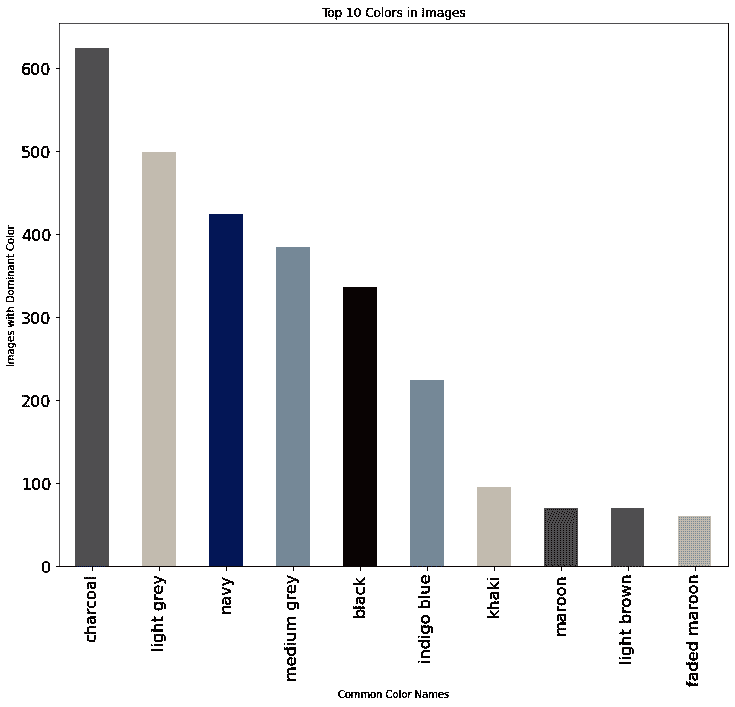 Top 10 Colors in Images
600
500
400
300
200
100
0
Images with Dominant Color
charcoal
light grey
navy
medium grey
black
indigo blue
khaki
maroon
light brown
faded maroon
Common Color Names